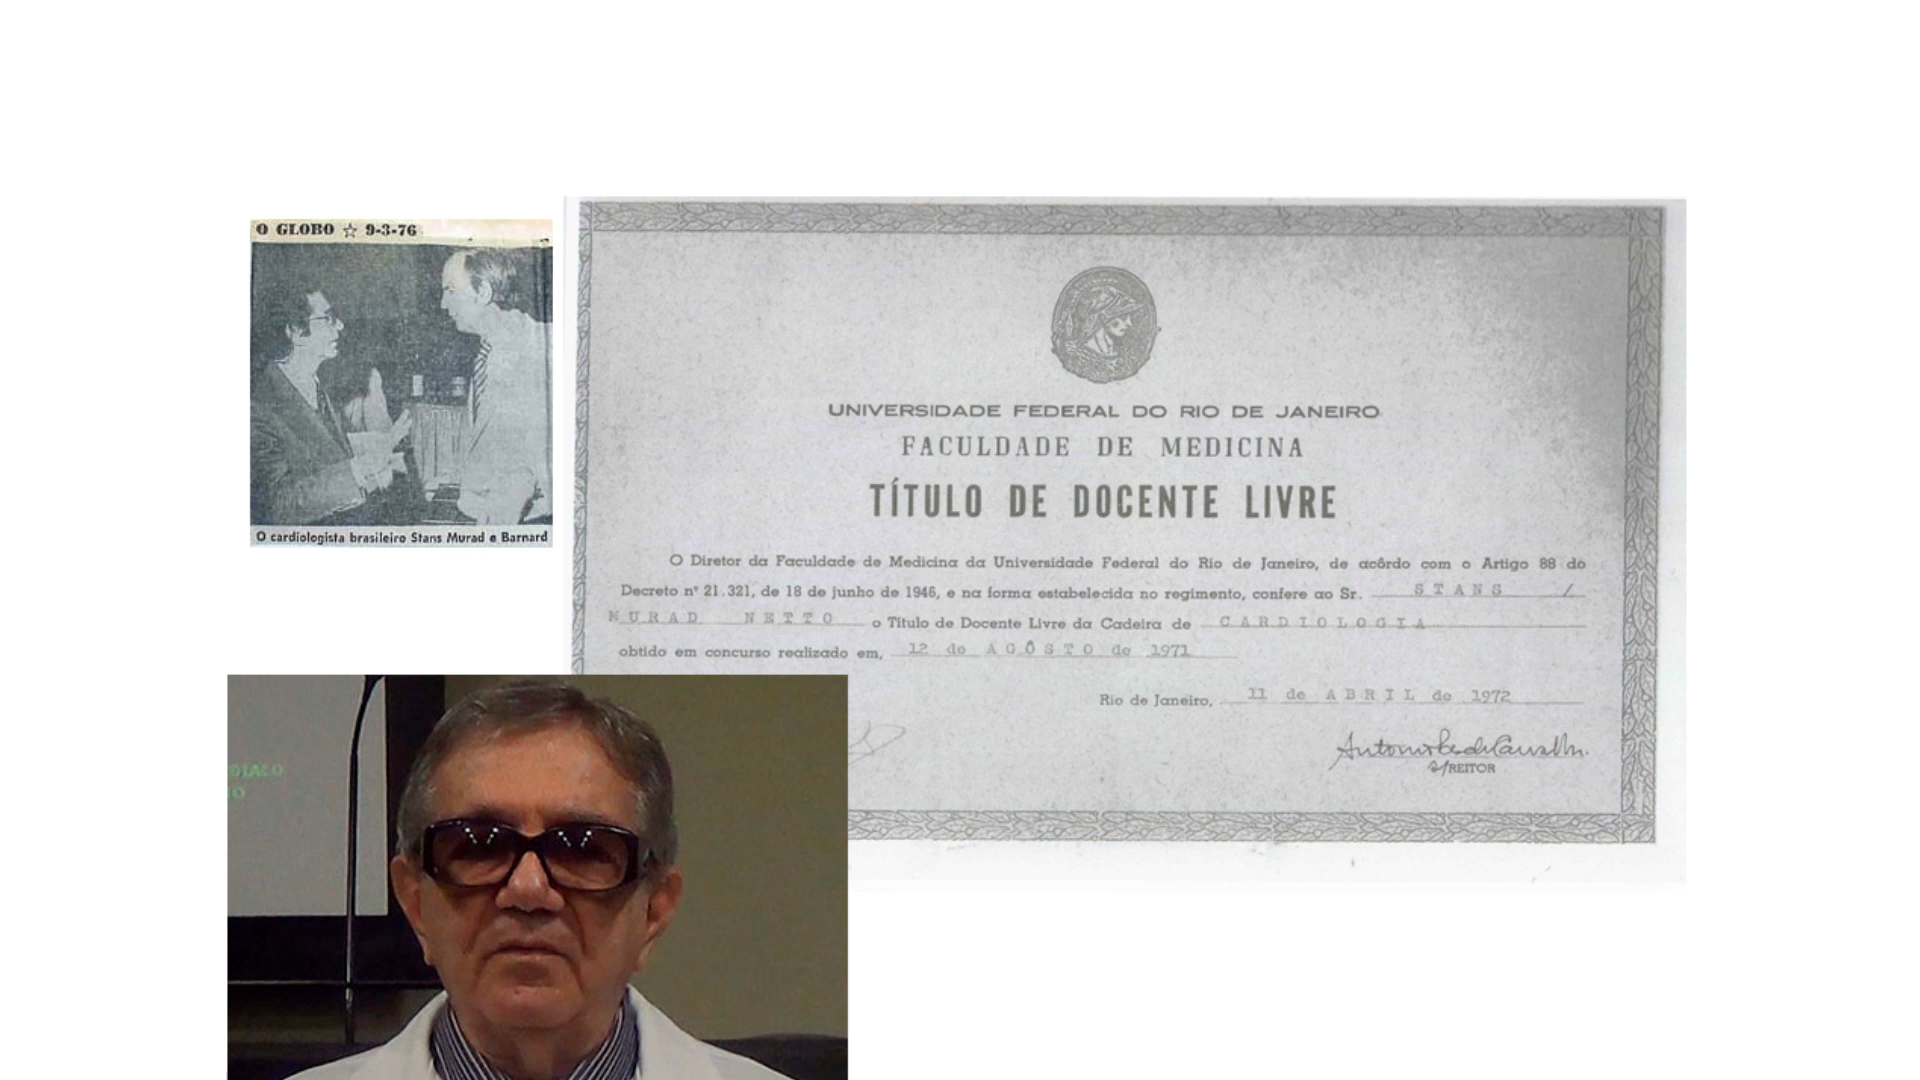 O GLOBO ☆ 9-3-76
O cardiologista brasileiro Stans Murad e Barnard
UNIVERSIDADE FEDERAL DO RIO DE JANEIRO
FACULDADE DE MEDICINA
TÍTULO DE DOCENTE LIVRE
O Diretor da Faculdade de Medicina da Universidade Federal do Rio de Janeiro, de acôrdo com o Artigo 88 do
Decreto nº 21.321, de 18 de junho de 1946, e na forma estabelecida no regimento, confere ao Sr. STANS /
MURAD NETTO o Título de Docente Livre da Cadeira de CARDIOLOGIA
obtido em concurso realizado em, 12 de AGÔSTO de 1971
Rio de Janeiro, 11 de ABRIL de 1972
REITOR